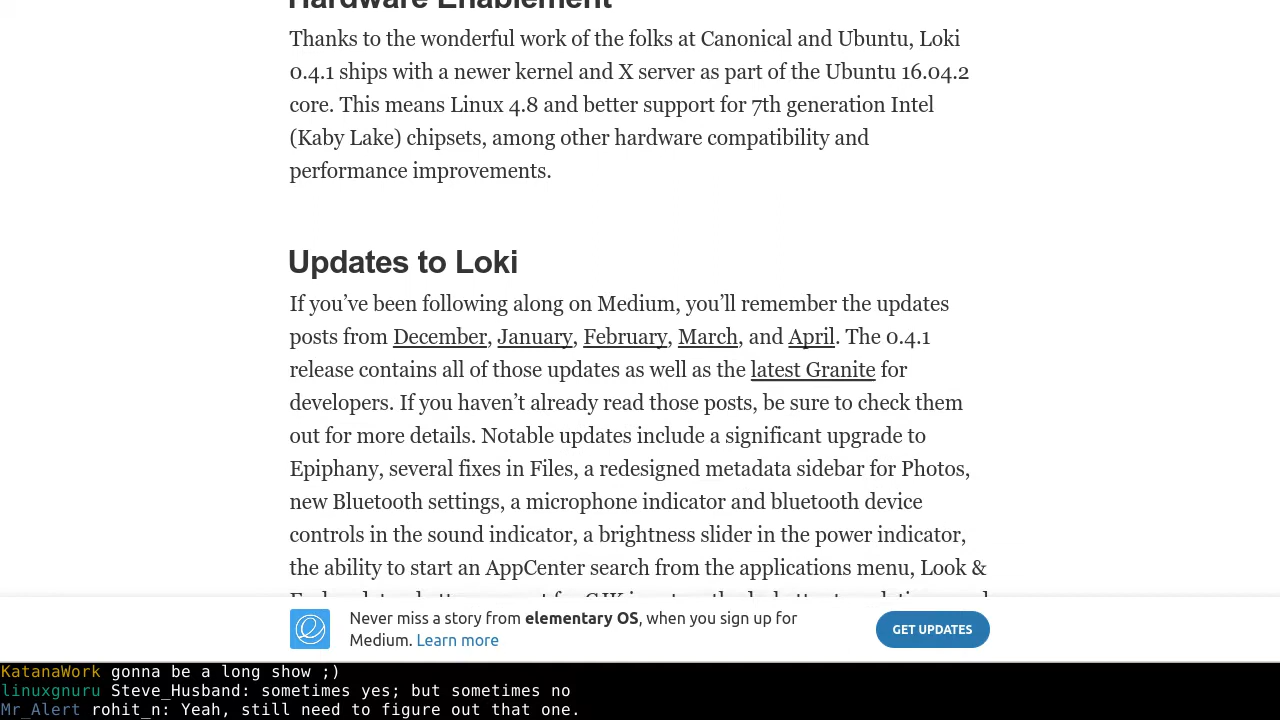 Hardware Enablement
Thanks to the wonderful work of the folks at Canonical and Ubuntu, Loki
0.4.1 ships with a newer kernel and X server as part of the Ubuntu 16.04.2
core. This means Linux 4.8 and better support for 7th generation Intel
(Kaby Lake) chipsets, among other hardware compatibility and
performance improvements.
Updates to Loki
If you’ve been following along on Medium, you’ll remember the updates
posts from December, January, February, March, and April. The 0.4.1
release contains all of those updates as well as the latest Granite for
developers. If you haven’t already read those posts, be sure to check them
out for more details. Notable updates include a significant upgrade to
Epiphany, several fixes in Files, a redesigned metadata sidebar for Photos,
new Bluetooth settings, a microphone indicator and bluetooth device
controls in the sound indicator, a brightness slider in the power indicator,
the ability to start an AppCenter search from the applications menu, Look &
Never miss a story from elementary OS, when you sign up for
Medium. Learn more
GET UPDATES
KatanaWork gonna be a long show ;)
linuxgnuru Steve_Husband: sometimes yes; but sometimes no
Mr_Alert rohit_n: Yeah, still need to figure out that one.